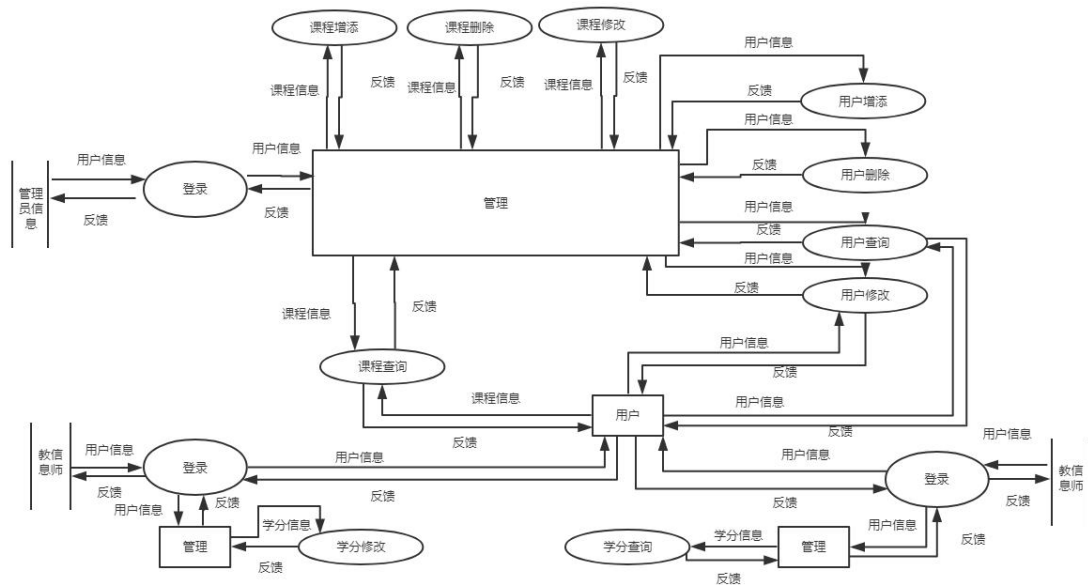 课程增添
课程删除
课程修改
用户信息
反馈
课程信息
反馈
课程信息
反馈
课程信息
反馈
用户增添
用户信息
用户信息
用户信息
反馈
用户删除
管理
员信
息
登录
反馈
反馈
管理
用户信息
反馈
用户查询
用户信息
反馈
用户修改
课程信息
反馈
用户信息
课程查询
反馈
课程信息
用户
用户信息
反馈
反馈
教信
息师
用户信息
登录
用户信息
反馈
反馈
反馈
用户信息
用户信息
反馈
登录
用户信息
反馈
教信
息师
管理
学分信息
反馈
学分修改
学分查询
学分信息
反馈
管理
用户信息
反馈